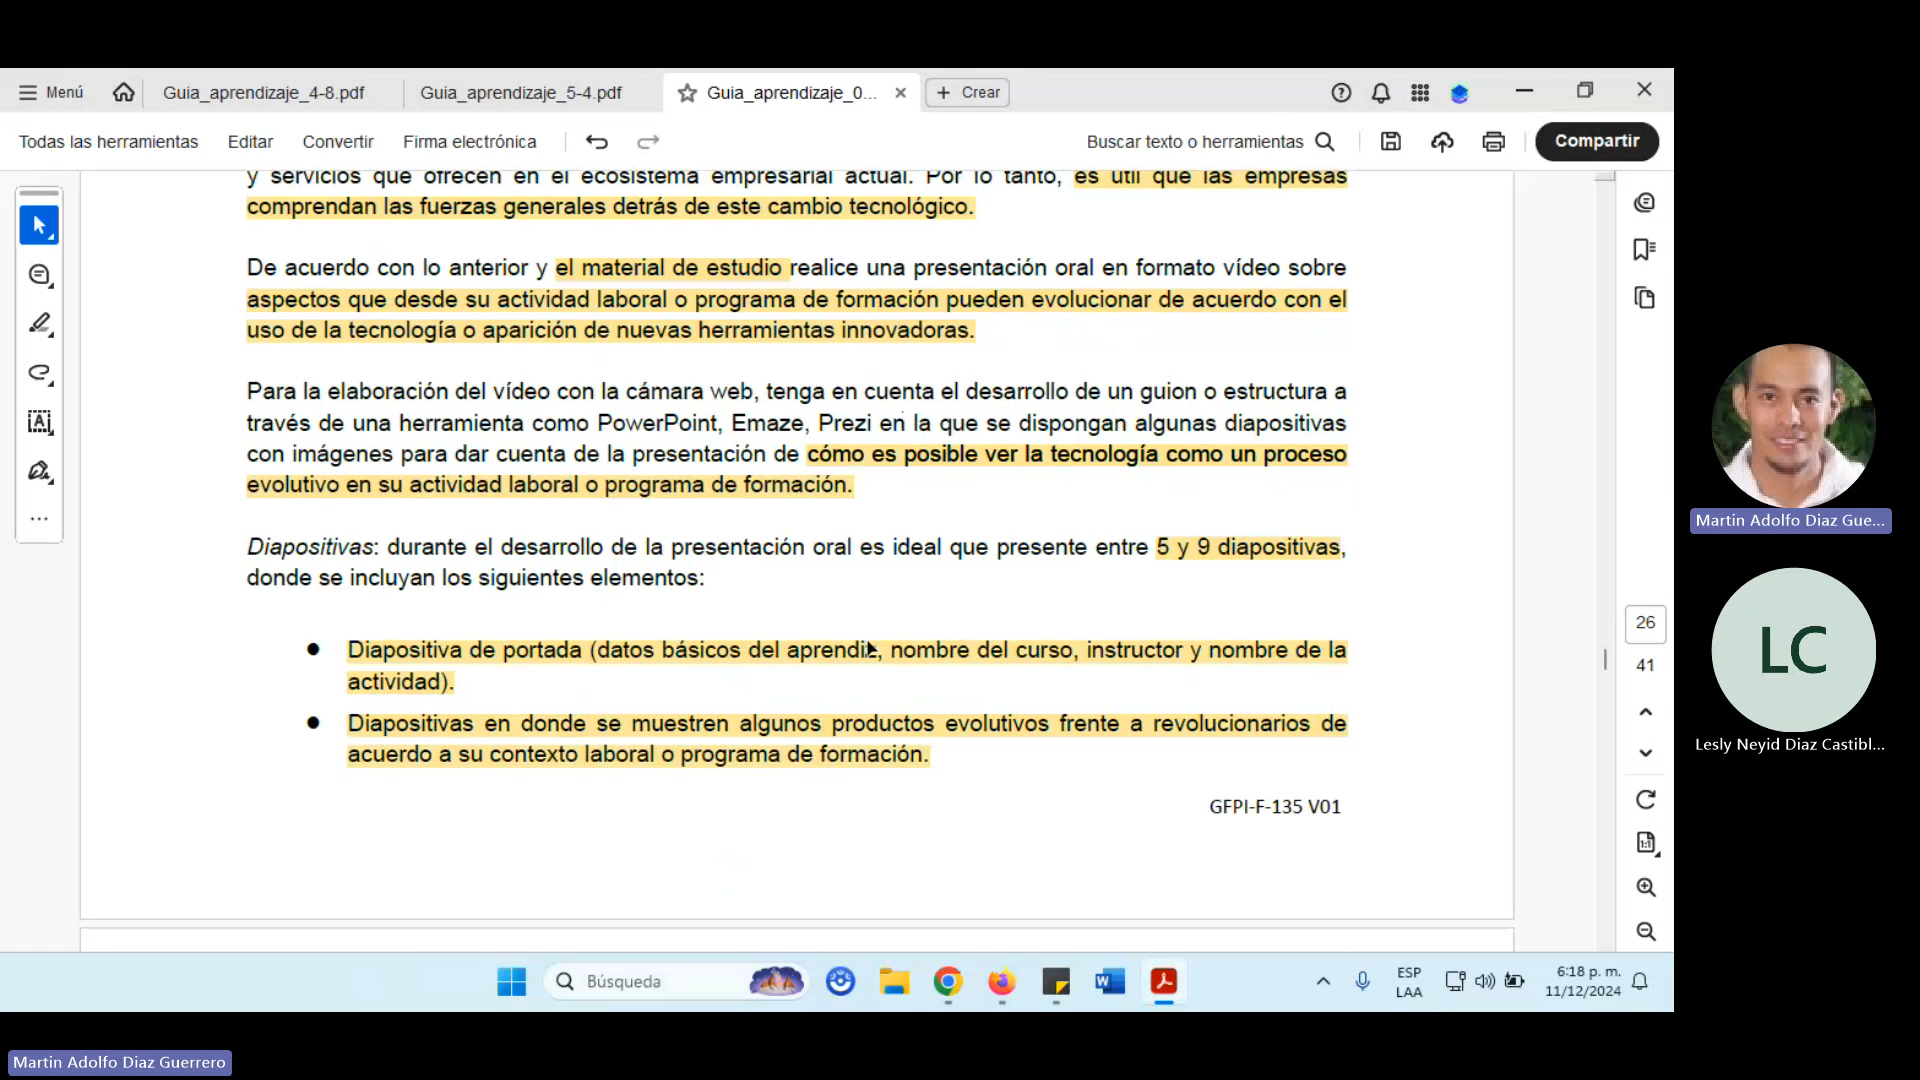 Menú
Guia_aprendizaje_4-8.pdf
Guia_aprendizaje_5-4.pdf
Guia_aprendizaje_0...
Crear
Todas las herramientas
Editar
Convertir
Firma electrónica
Buscar texto o herramientas
Compartir
y servicios que ofrecen en el ecosistema empresarial actual. Por lo tanto, es útil que las empresas
comprendan las fuerzas generales detrás de este cambio tecnológico.
De acuerdo con lo anterior y el material de estudio realice una presentación oral en formato vídeo sobre
aspectos que desde su actividad laboral o programa de formación pueden evolucionar de acuerdo con el
uso de la tecnología o aparición de nuevas herramientas innovadoras.
Para la elaboración del vídeo con la cámara web, tenga en cuenta el desarrollo de un guion o estructura a
través de una herramienta como PowerPoint, Emaze, Prezi en la que se dispongan algunas diapositivas
con imágenes para dar cuenta de la presentación de cómo es posible ver la tecnología como un proceso
evolutivo en su actividad laboral o programa de formación.
Diapositivas: durante el desarrollo de la presentación oral es ideal que presente entre 5 y 9 diapositivas,
donde se incluyan los siguientes elementos:
● Diapositiva de portada (datos básicos del aprendiz, nombre del curso, instructor y nombre de la
actividad).
● Diapositivas en donde se muestren algunos productos evolutivos frente a revolucionarios de
acuerdo a su contexto laboral o programa de formación.
GFPI-F-135 V01
26
41
1:1
Martin Adolfo Diaz Gue...
LC
Lesly Neyid Diaz Castibl...
Búsqueda
ESP
LAA
6:18 p. m.
11/12/2024
Martin Adolfo Diaz Guerrero